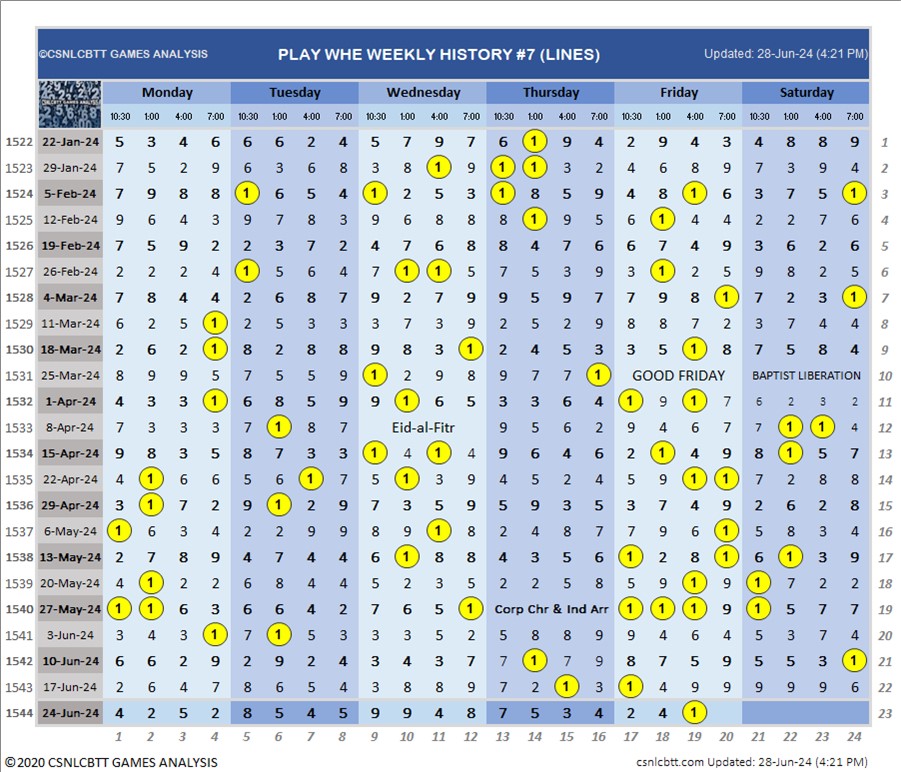 ©CSNLCBTT GAMES ANALYSIS PLAY WHE WEEKLY HISTORY #7 (LINES) Updated: 28-Jun-24 (4:21 PM)
Monday Tuesday Wednesday Thursday Friday Saturday
10:30 1:00 4:00 7:00 10:30 1:00 4:00 7:00 10:30 1:00 4:00 7:00 10:30 1:00 4:00 7:00 10:30 1:00 4:00 7:00 10:30 1:00 4:00 7:00
1522 22-Jan-24 5 3 4 6 6 6 2 4 5 7 9 7 6 1 9 4 2 9 4 3 4 8 8 9 1
1523 29-Jan-24 7 5 2 9 6 3 6 8 3 8 1 9 1 1 3 2 4 6 8 9 7 3 9 4 2
1524 5-Feb-24 7 9 8 8 1 6 5 4 1 2 5 3 1 8 5 9 4 8 1 6 3 7 5 1 3
1525 12-Feb-24 9 6 4 3 9 7 8 3 9 6 8 8 8 1 9 5 6 1 4 4 2 2 7 6 4
1526 19-Feb-24 7 5 9 2 2 3 7 2 4 7 6 8 8 4 7 6 6 7 4 9 3 6 2 6 5
1527 26-Feb-24 2 2 2 4 1 5 6 4 7 1 1 5 7 5 3 9 3 1 2 5 9 8 2 5 6
1528 4-Mar-24 7 8 4 4 2 6 8 7 9 2 7 9 9 5 9 7 7 9 8 1 7 2 3 1 7
1529 11-Mar-24 6 2 5 1 2 5 3 3 3 7 3 9 2 5 2 9 8 8 7 2 3 7 4 4 8
1530 18-Mar-24 2 6 2 1 8 2 8 8 9 8 3 1 2 4 5 3 3 5 1 8 7 5 8 4 9
1531 25-Mar-24 8 9 9 5 7 5 5 9 1 2 9 8 9 7 7 1 GOOD FRIDAY BAPTIST LIBERATION 10
1532 1-Apr-24 4 3 3 1 6 8 5 9 9 1 6 5 3 3 6 4 1 9 1 7 6 2 3 2 11
1533 8-Apr-24 7 3 3 3 7 1 8 7 Eid-al-Fitr 9 5 6 2 9 4 6 7 7 1 1 4 12
1534 15-Apr-24 9 8 3 5 8 7 3 3 1 4 1 4 9 6 4 6 8 1 4 9 8 1 5 7 13
1535 22-Apr-24 4 1 6 6 5 6 1 7 5 1 3 9 4 5 2 4 5 9 1 1 7 2 8 8 14
1536 29-Apr-24 3 1 7 2 9 1 2 9 7 3 5 9 5 9 3 5 3 7 4 9 2 6 2 8 15
1537 6-May-24 1 6 3 4 2 2 9 9 8 9 1 8 2 4 8 7 7 9 6 1 5 8 3 4 16
1538 13-May-24 2 7 8 9 4 7 4 4 6 1 8 8 4 3 5 6 1 2 8 1 6 1 3 9 17
1539 20-May-24 4 1 2 2 6 8 4 4 5 2 3 5 2 2 5 8 5 9 1 9 1 7 2 2 18
1540 27-May-24 1 1 6 3 6 6 4 2 7 6 5 1 Corp Chr & Ind Arr 1 1 1 9 1 5 7 7 19
1541 3-Jun-24 3 4 3 1 7 1 5 3 3 3 5 2 5 8 8 9 9 4 6 4 5 3 7 4 20
1542 10-Jun-24 6 6 2 9 2 9 2 4 3 4 3 7 7 1 7 9 8 7 5 9 5 5 3 1 21
1543 17-Jun-24 2 6 4 7 8 6 5 4 3 8 8 9 7 2 1 3 1 4 9 9 9 9 9 6 22
1544 24-Jun-24 4 2 5 2 8 5 4 5 9 9 4 8 7 5 3 4 2 4 1 23
1 2 3 4 5 6 7 8 9 10 11 12 13 14 15 16 17 18 19 20 21 22 23 24
©2020 CSNLCBTT GAMES ANALYSIS csnlcbtt.com Updated: 28-Jun-24 (4:21 PM)